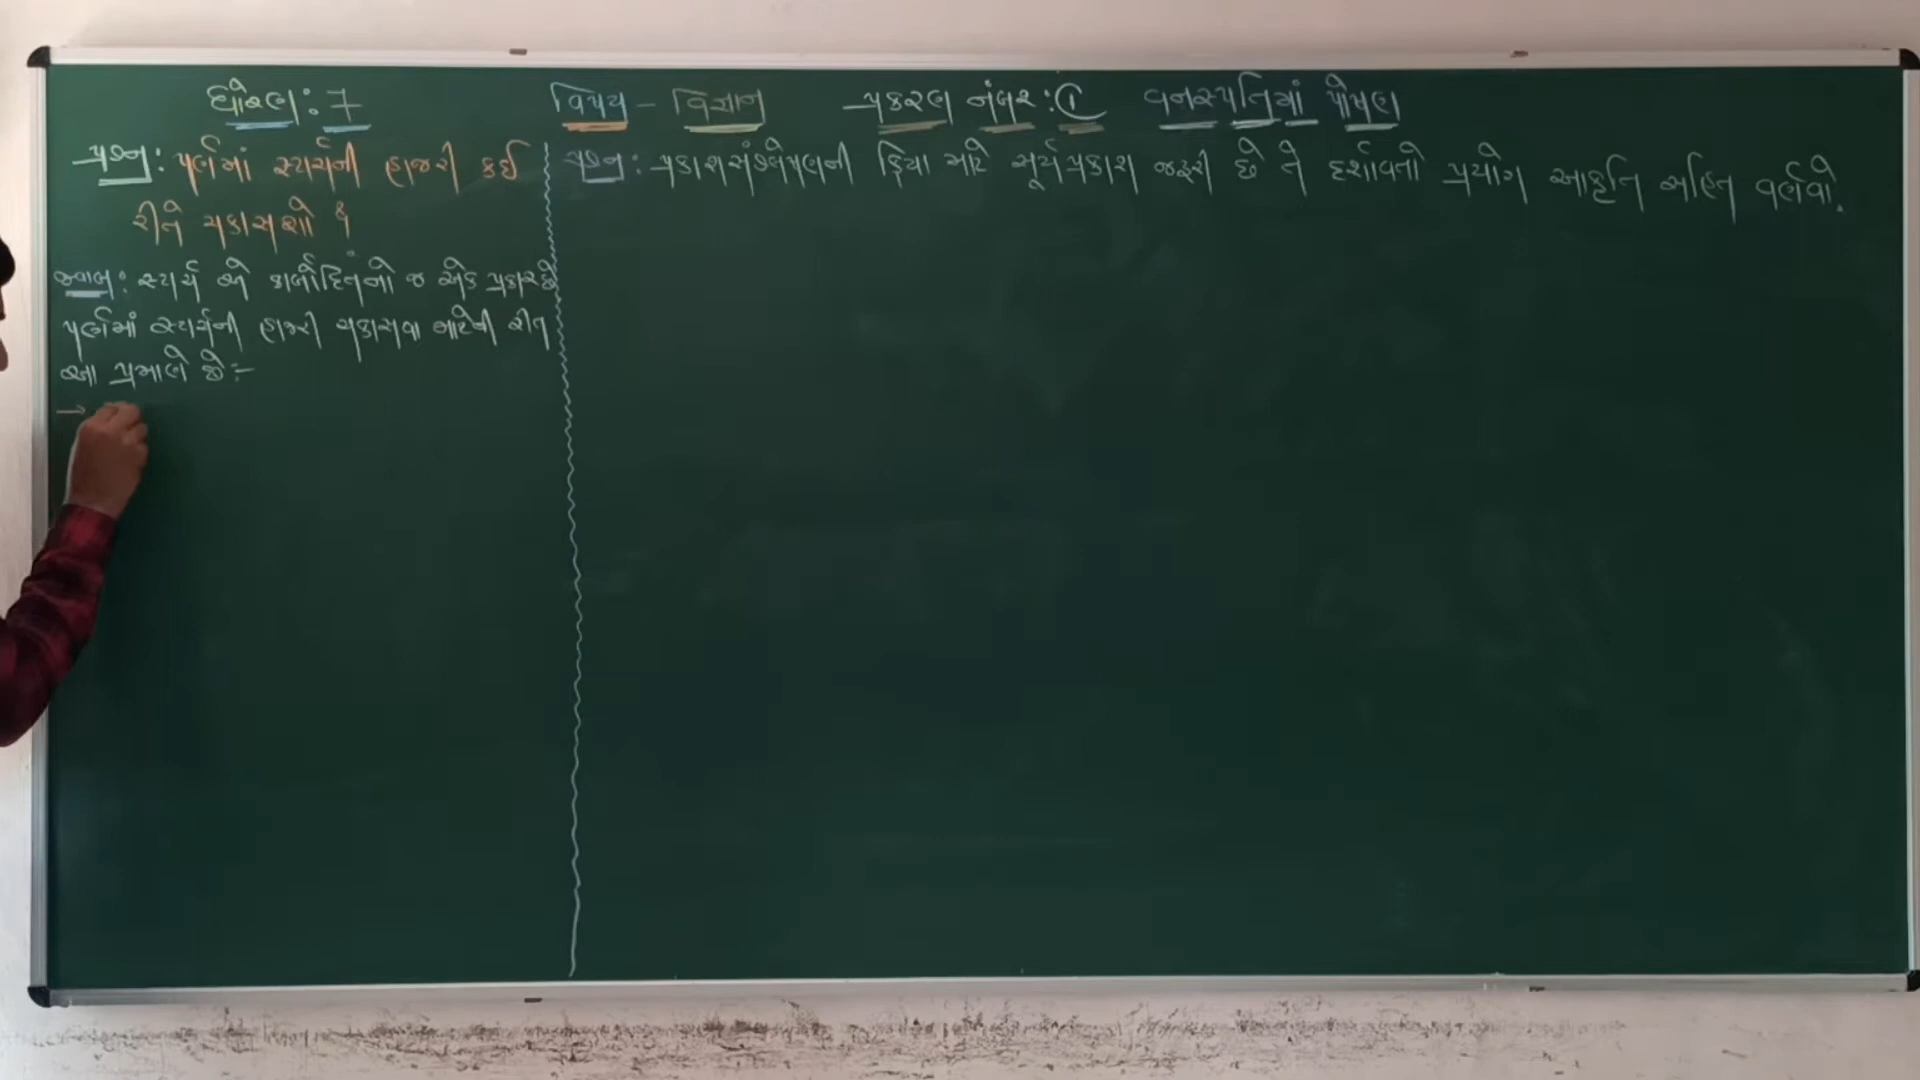 ધોરણ: 7 વિષય - વિજ્ઞાન પ્રકરણ નંબર: ① વનસ્પતિમાં પોષણ
પ્રશ્ન: પર્ણમાં સ્ટાર્ચની હાજરી કઈ
રીતે ચકાસશો ?
જવાબ: સ્ટાર્ચ એ કાર્બોદિતનો જ એક પ્રકાર છે.
પર્ણમાં સ્ટાર્ચની હાજરી ચકાસવા માટેની રીત
આ પ્રમાણે છે:-
→
પ્રશ્ન: પ્રકાશસંશ્લેષણની ક્રિયા માટે સૂર્યપ્રકાશ જરૂરી છે તે દર્શાવતો પ્રયોગ આકૃતિ સહિત વર્ણવો.